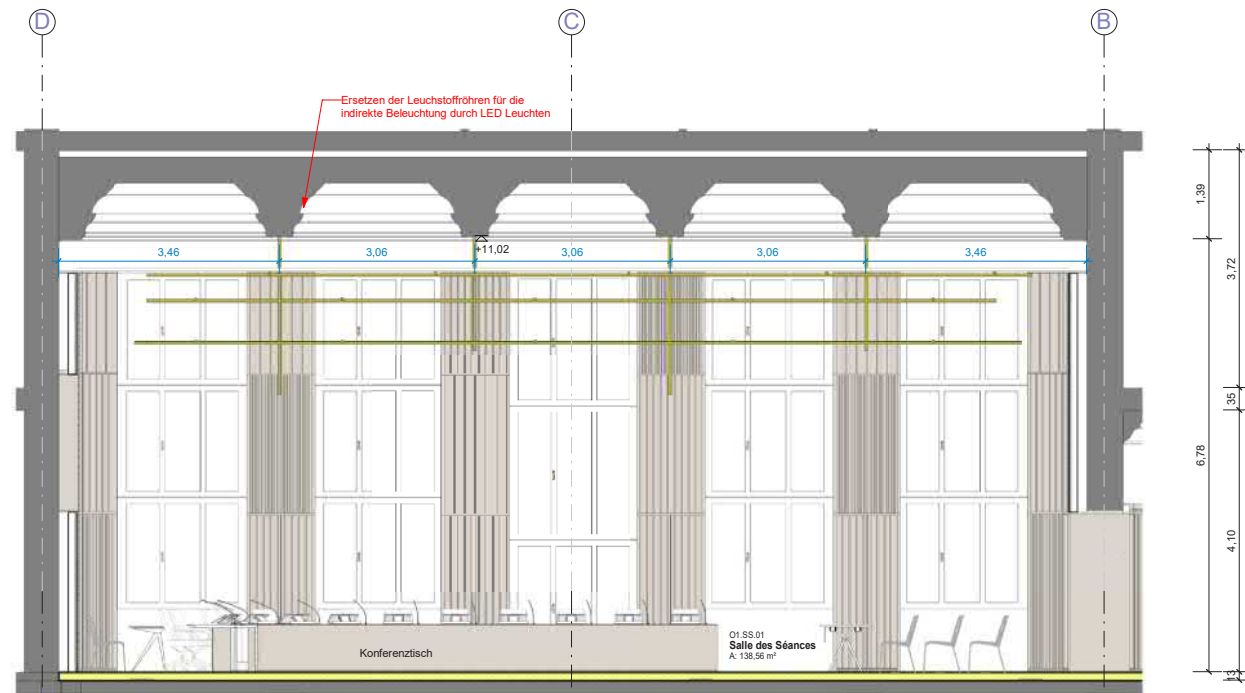 D
C
B
Ersetzen der Leuchstoffröhren für die
indirekte Beleuchtung durch LED Leuchten
+11,02
3,46
3,06
3,06
3,06
3,46
1,39
3,72
35
6,78
4,10
13
O1.SS.01
Salle des Séances
A: 138,56 m²
Konferenztisch